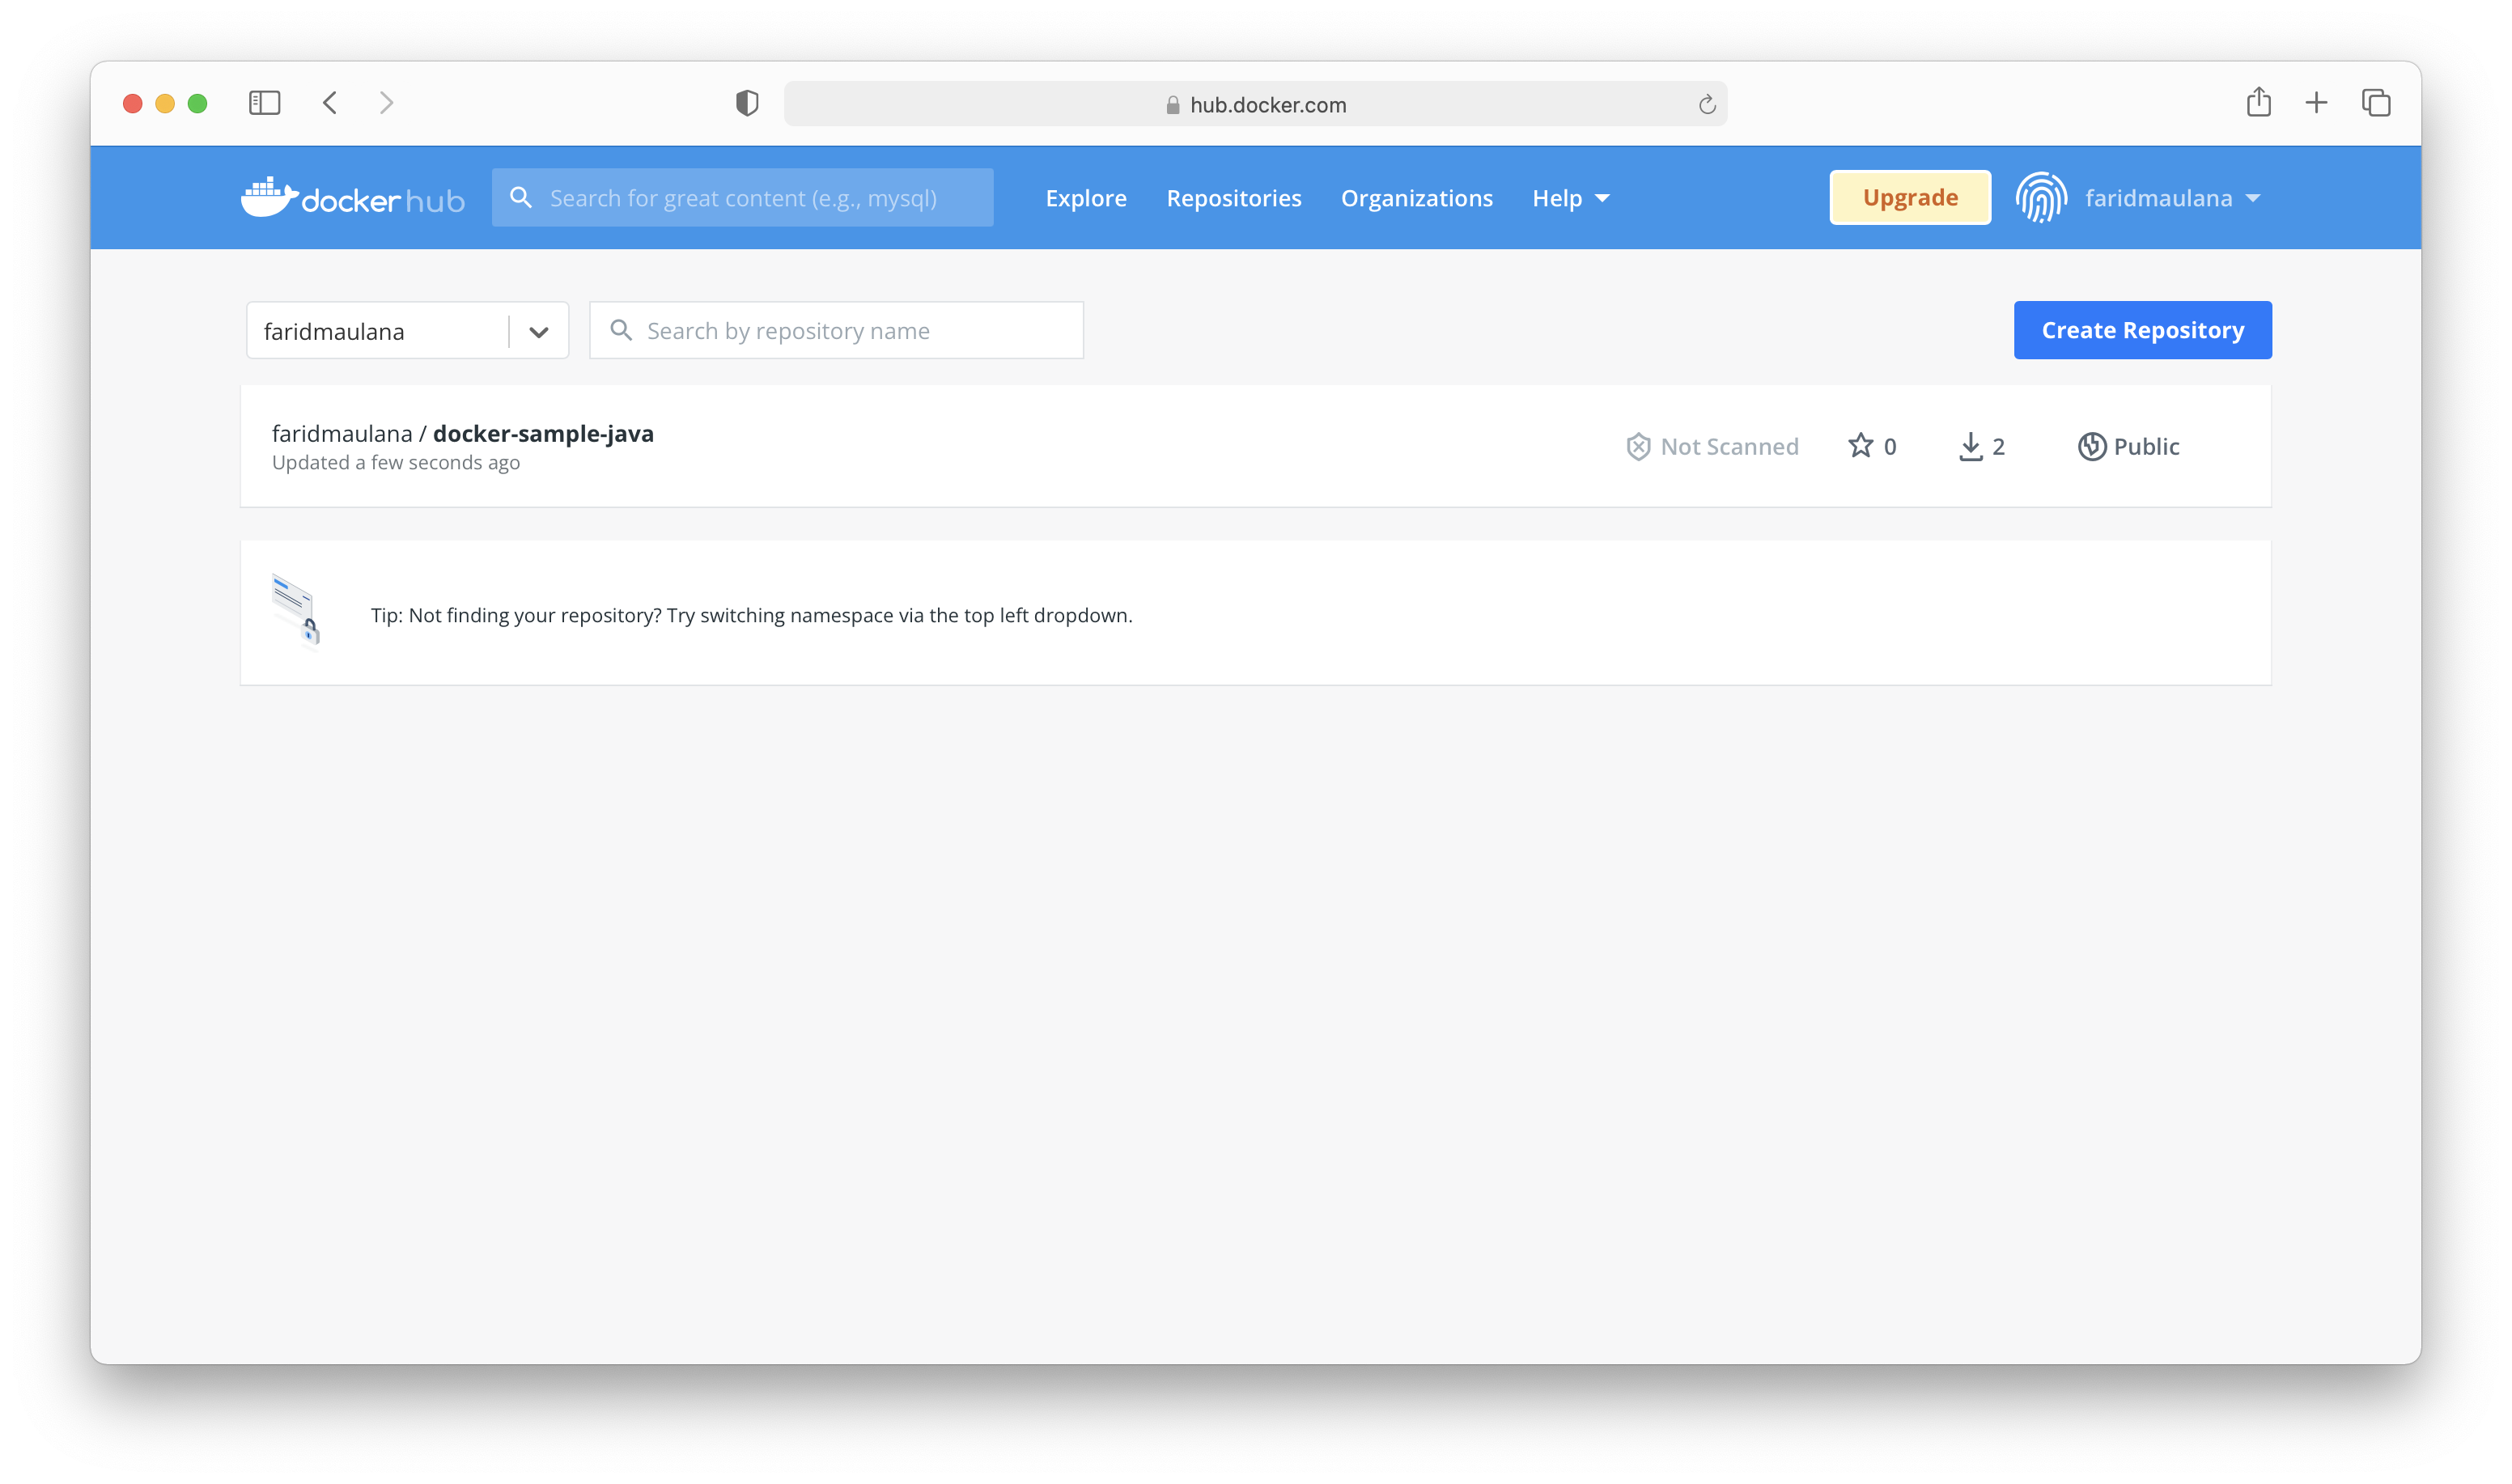 hub.docker.com
docker hub
Search for great content (e.g., mysql)
Explore
Repositories
Organizations
Help
Upgrade
faridmaulana
faridmaulana
Search by repository name
Create Repository
faridmaulana / docker-sample-java
Updated a few seconds ago
Not Scanned
0
2
Public
Tip: Not finding your repository? Try switching namespace via the top left dropdown.